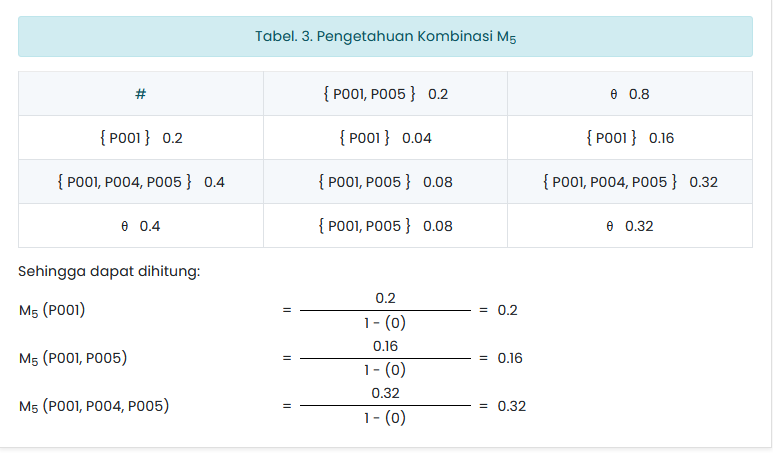 Tabel. 3. Pengetahuan Kombinasi M₅
# { P001, P005 } 0.2 θ 0.8
{ P001 } 0.2 { P001 } 0.04 { P001 } 0.16
{ P001, P004, P005 } 0.4 { P001, P005 } 0.08 { P001, P004, P005 } 0.32
θ 0.4 { P001, P005 } 0.08 θ 0.32
Sehingga dapat dihitung:
0.2
M₅ (P001) = = 0.2
1 - (0)
0.16
M₅ (P001, P005) = = 0.16
1 - (0)
0.32
M₅ (P001, P004, P005) = = 0.32
1 - (0)